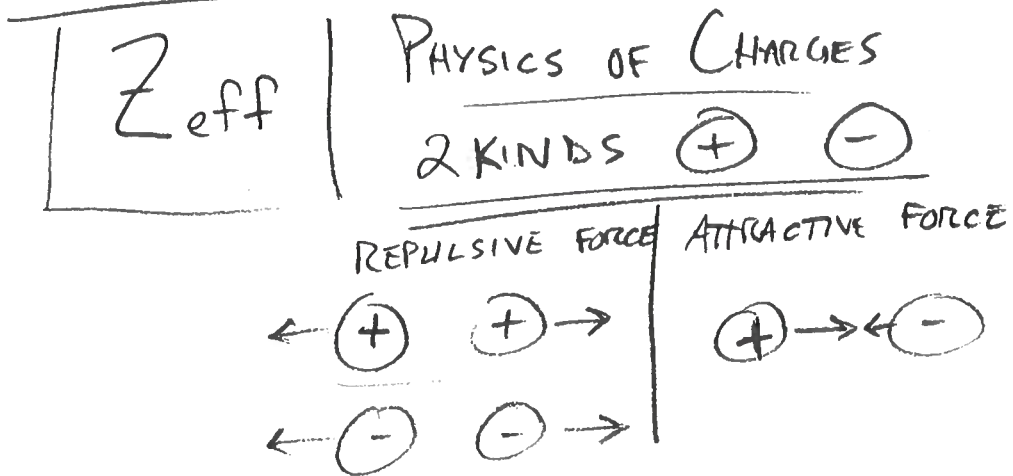 Zeff
PHYSICS OF CHARGES
2 KINDS + -
REPULSIVE FORCE
ATTRACTIVE FORCE
← + + →
+ → ← -
← - - →